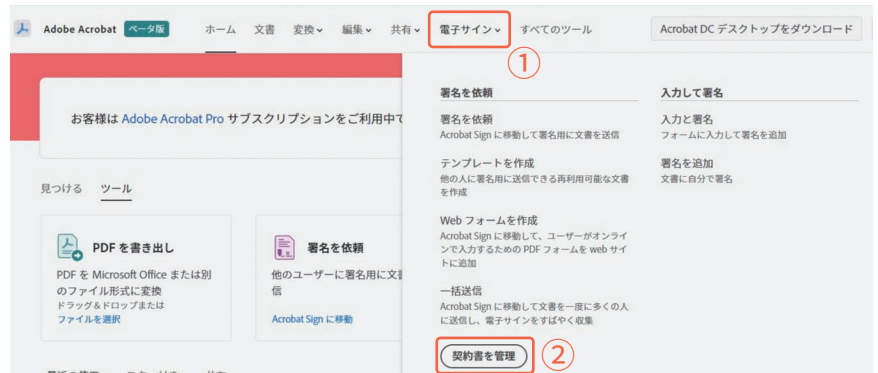 Adobe Acrobat ベータ版 ホーム 文書 変換 編集 共有 電子サイン すべてのツール Acrobat DC デスクトップをダウンロード
①
お客様は Adobe Acrobat Pro サブスクリプションをご利用中で
見つける ツール
PDF を書き出し
PDF を Microsoft Office または別
のファイル形式に変換
ドラッグ＆ドロップまたは
ファイルを選択
署名を依頼
他のユーザーに署名用に文書
信
Acrobat Sign に移動
署名を依頼
署名を依頼
Acrobat Sign に移動して署名用に文書を送信
テンプレートを作成
他の人に署名用に送信できる再利用可能な文書
を作成
Web フォームを作成
Acrobat Sign に移動して、ユーザーがオンライ
ンで入力するための PDF フォームを web サイ
トに追加
一括送信
Acrobat Sign に移動して文書を一度に多くの人
に送信し、電子サインをすばやく収集
契約書を管理 ②
入力して署名
入力と署名
フォームに入力して署名を追加
署名を追加
文書に自分で署名